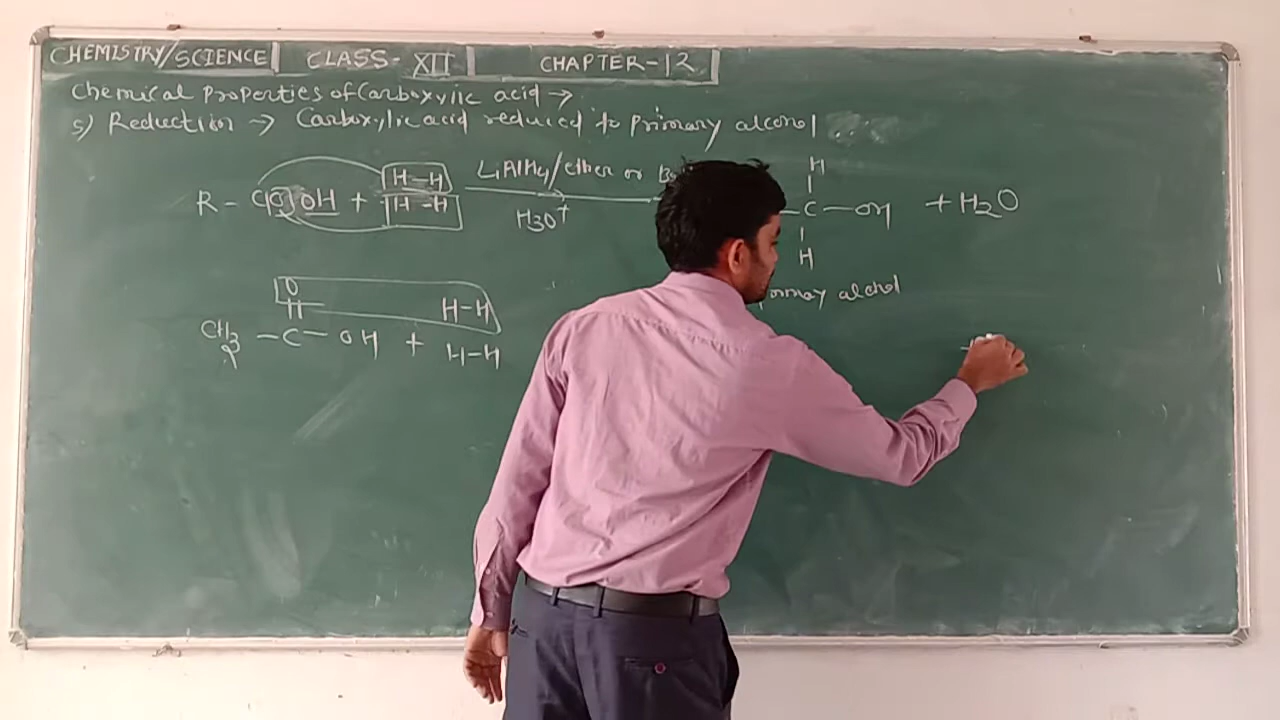 CHEMISTRY/SCIENCE CLASS-XII CHAPTER-12
Chemical Properties of Carboxylic acid →
5) Reduction → Carboxylic acid reduced to Primary alcohol ...
H
H-H LiAlH4/ether or B
R - COOH + H-H H3O+ -C-OH + H2O
H
alcohol
O
H-H
CH3 -C-OH + H-H